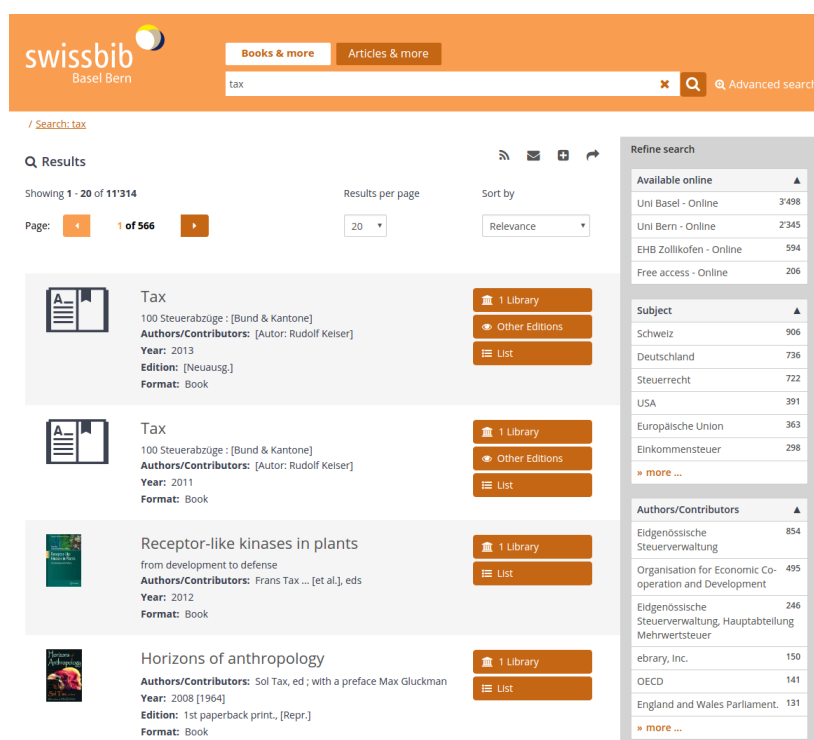 swissbib
Basel Bern
Books & more
Articles & more
tax
Advanced search
/ Search: tax
Results
Showing 1 - 20 of 11'314
Results per page
Sort by
Page:
1 of 566
20
Relevance
Tax
100 Steuerabzüge : [Bund & Kantone]
Authors/Contributors: [Autor: Rudolf Keiser]
Year: 2013
Edition: [Neuausg.]
Format: Book
1 Library
Other Editions
List
Tax
100 Steuerabzüge : [Bund & Kantone]
Authors/Contributors: [Autor: Rudolf Keiser]
Year: 2011
Format: Book
1 Library
Other Editions
List
Receptor-like kinases in plants
from development to defense
Authors/Contributors: Frans Tax ... [et al.], eds
Year: 2012
Format: Book
1 Library
List
Horizons of Anthropology
Sol Tax
Horizons of anthropology
Authors/Contributors: Sol Tax, ed ; with a preface Max Gluckman
Year: 2008 [1964]
Edition: 1st paperback print., [Repr.]
Format: Book
1 Library
List
Refine search
Available online
Uni Basel - Online 3'498
Uni Bern - Online 2'345
EHB Zollikofen - Online 594
Free access - Online 206
Subject
Schweiz 906
Deutschland 736
Steuerrecht 722
USA 391
Europäische Union 363
Einkommensteuer 298
» more ...
Authors/Contributors
Eidgenössische 854
Steuerverwaltung
Organisation for Economic Co- 495
operation and Development
Eidgenössische 246
Steuerverwaltung, Hauptabteilung
Mehrwertsteuer
ebrary, Inc. 150
OECD 141
England and Wales Parliament. 131
» more ...